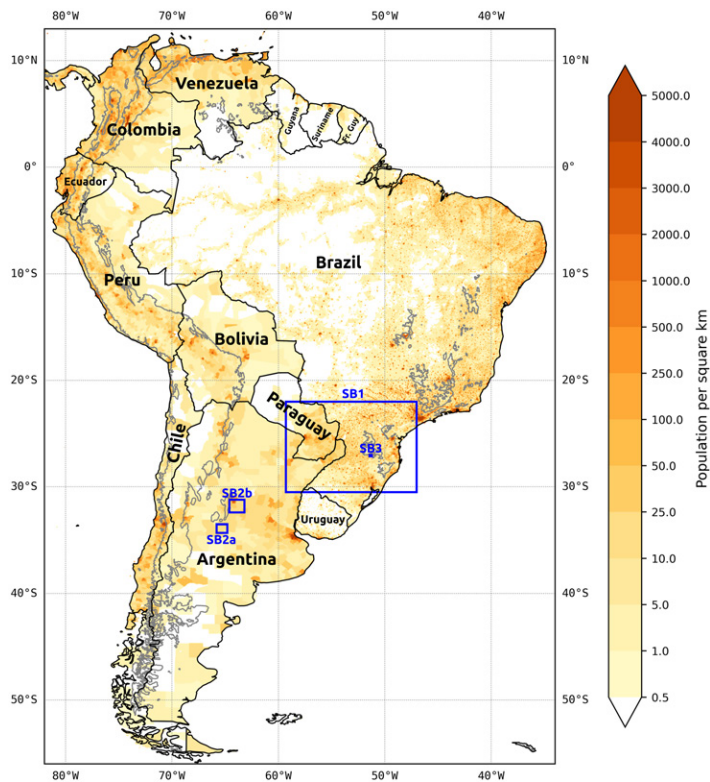 80°W 70°W 60°W 50°W 40°W
10°N 10°N
Venezuela
Guyana
Suriname
Fr. Guy
Colombia
0° 0°
Ecuador
Brazil
Peru
10°S 10°S
Bolivia
20°S 20°S
SB1
Paraguay
Chile
SB3
30°S 30°S
SB2b
Uruguay
SB2a
Argentina
40°S 40°S
50°S 50°S
80°W 70°W 60°W 50°W 40°W
5000.0
4000.0
3000.0
2000.0
1000.0
500.0
250.0
100.0
50.0
25.0
10.0
5.0
1.0
0.5
Population per square km